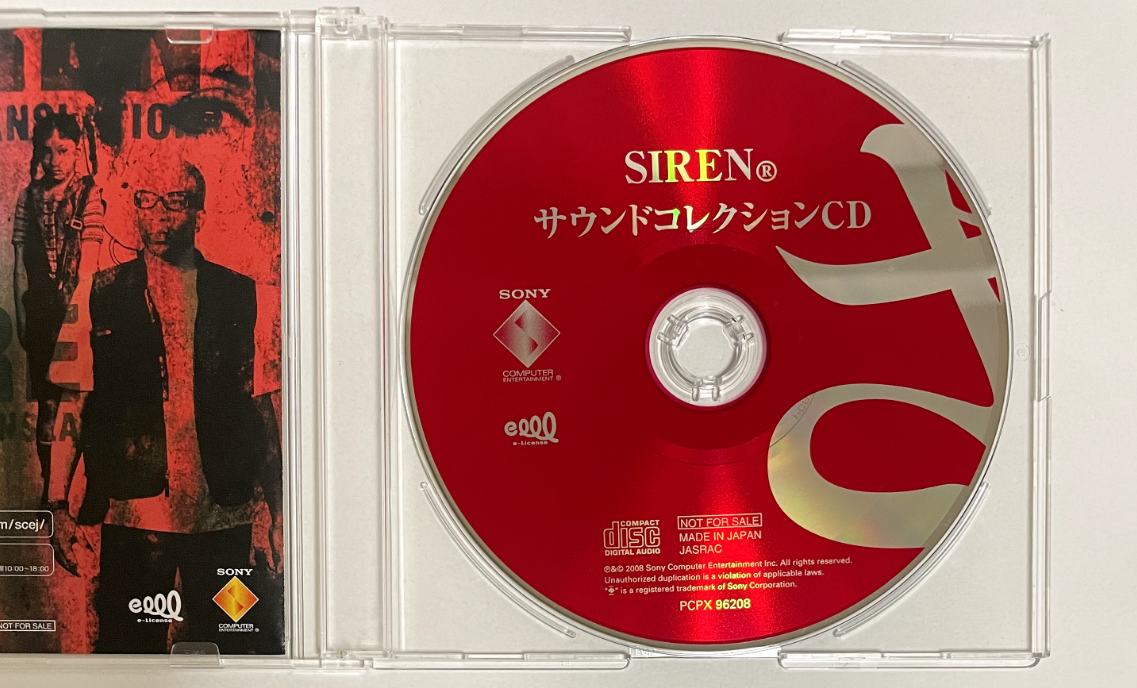 m/scej/
10:00~18:00
NOT FOR SALE
e-License
SONY
COMPUTER
ENTERTAINMENT®
SIREN®
サウンドコレクションCD
SONY
COMPUTER
ENTERTAINMENT®
elll
e-License
COMPACT
disc
DIGITAL AUDIO
NOT FOR SALE
MADE IN JAPAN
JASRAC
℗&© 2008 Sony Computer Entertainment Inc. All rights reserved.
Unauthorized duplication is a violation of applicable laws.
" " is a registered trademark of Sony Corporation.
PCPX 96208